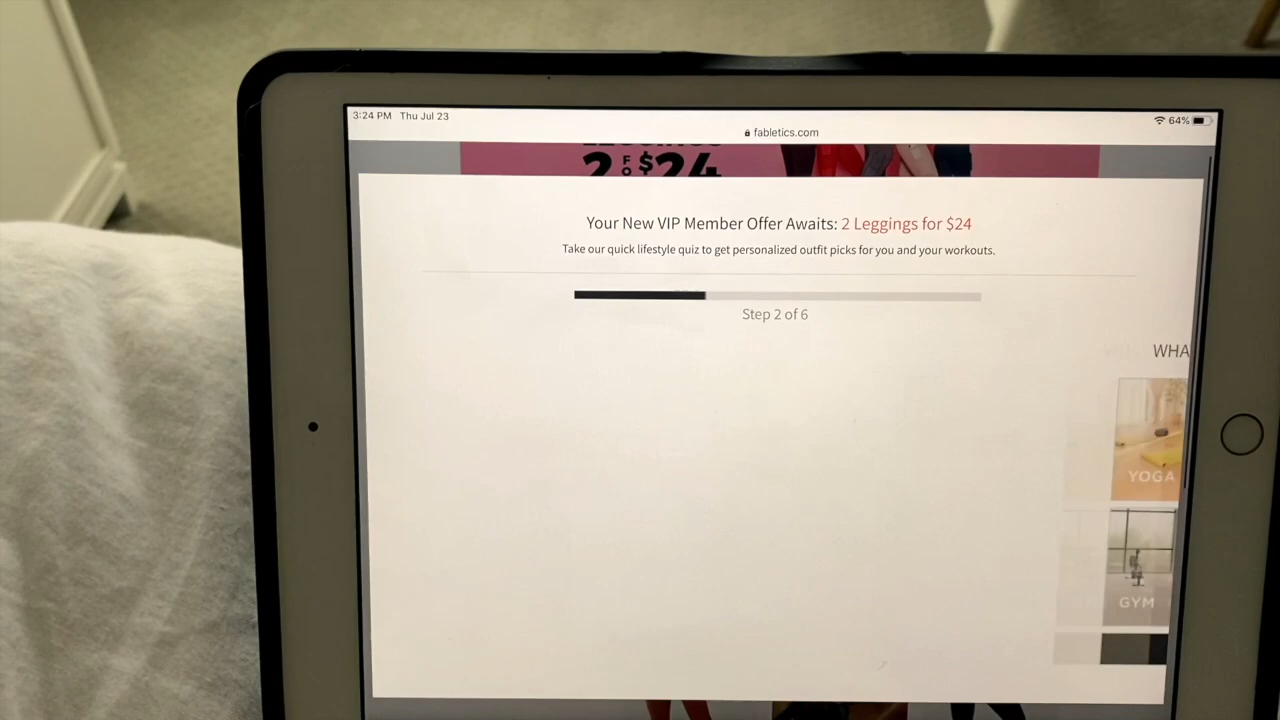 3:24 PM Thu Jul 23
64%
fabletics.com
2 FO $24
Your New VIP Member Offer Awaits: 2 Leggings for $24
Take our quick lifestyle quiz to get personalized outfit picks for you and your workouts.
Step 2 of 6
WHA
YOGA
GYM